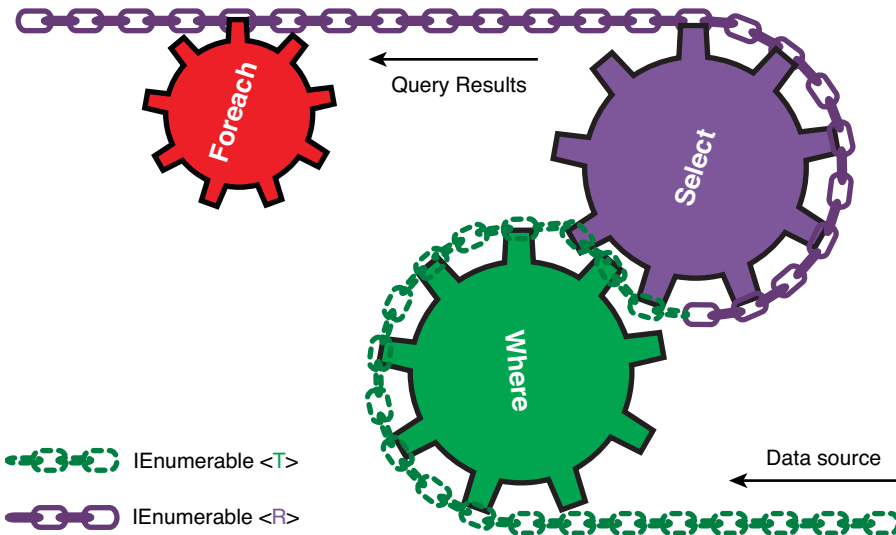 Foreach
Query Results
Select
Where
IEnumerable <T>
Data source
IEnumerable <R>